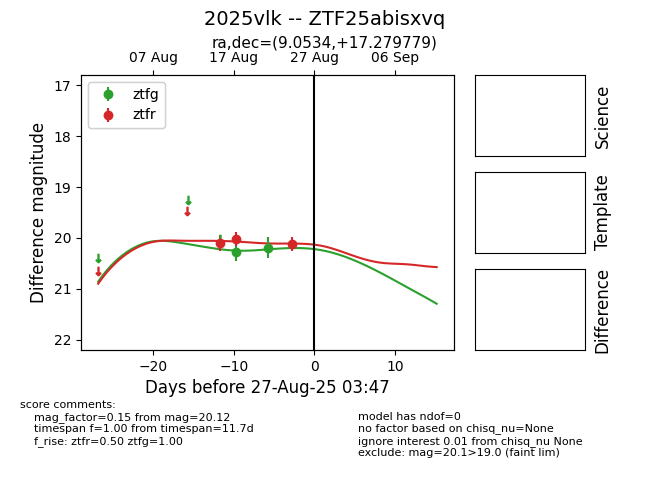 2025vlk -- ZTF25abisxvq
ra,dec=(9.0534,+17.279779)
07 Aug 17 Aug 27 Aug 06 Sep
17
18
19
20
21
22
Difference magnitude
ztfg
ztfr
−20 −10 0 10
Days before 27-Aug-25 03:47
Science
Template
Difference
score comments:
mag_factor=0.15 from mag=20.12
timespan f=1.00 from timespan=11.7d
f_rise: ztfr=0.50 ztfg=1.00
model has ndof=0
no factor based on chisq_nu=None
ignore interest 0.01 from chisq_nu None
exclude: mag=20.1>19.0 (faint lim)